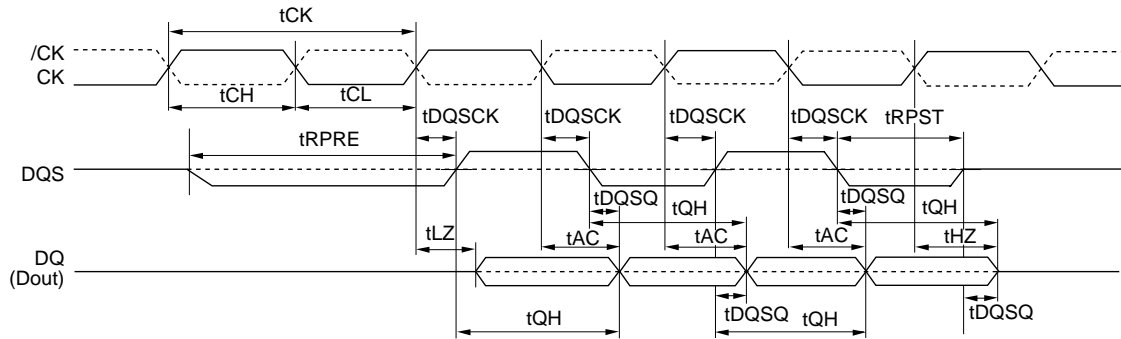 tCK
/CK
CK
tCH
tCL
tDQSCK
tDQSCK
tDQSCK
tDQSCK
tRPST
tRPRE
DQS
tDQSQ
tQH
tDQSQ
tQH
tLZ
tAC
tAC
tAC
tHZ
DQ
(Dout)
tDQSQ
tDQSQ
tQH
tQH